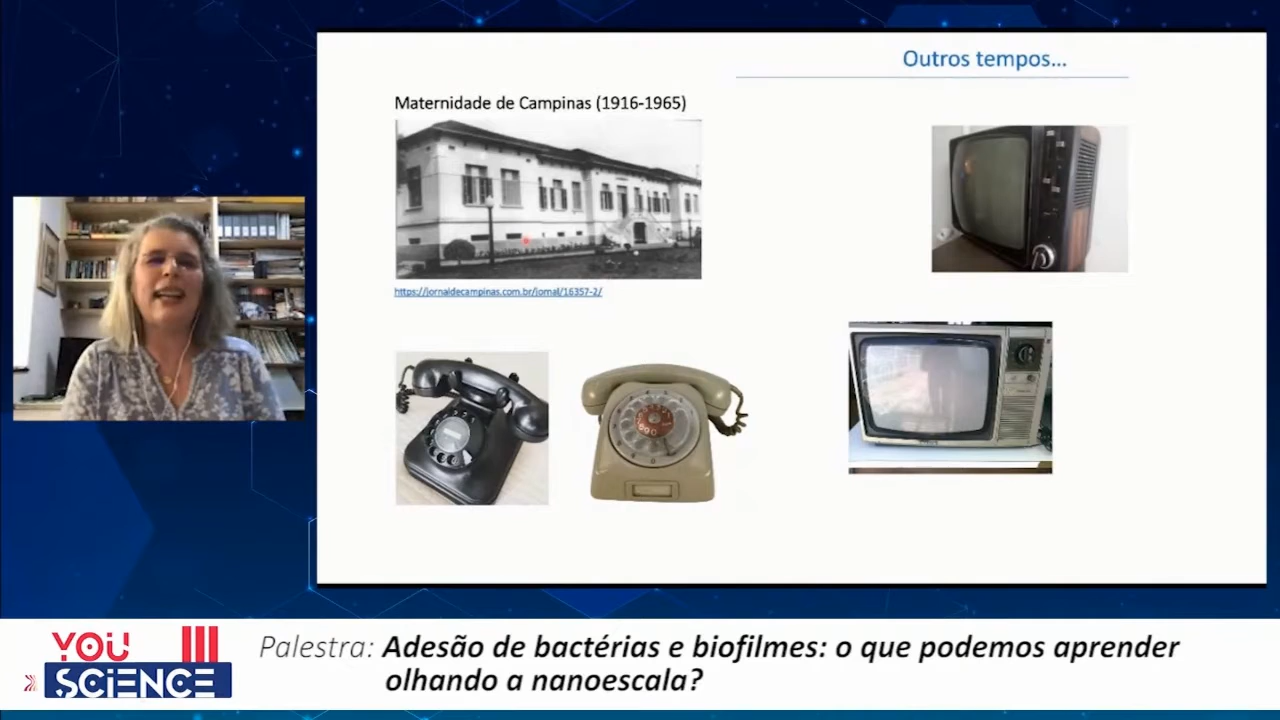 Outros tempos...
Maternidade de Campinas (1916-1965)
https://jornaldecampinas.com.br/jornal/16357-2/
YOU III
SCIENCE
Palestra: Adesão de bactérias e biofilmes: o que podemos aprender
olhando a nanoescala?